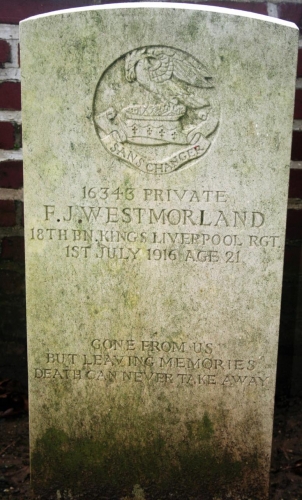 SANS CHANGER
16343 PRIVATE
F.J. WESTMORLAND
18TH BN. KINGS LIVERPOOL RGT.
1ST JULY 1916 AGE 21
GONE FROM US
BUT LEAVING MEMORIES
DEATH CAN NEVER TAKE AWAY